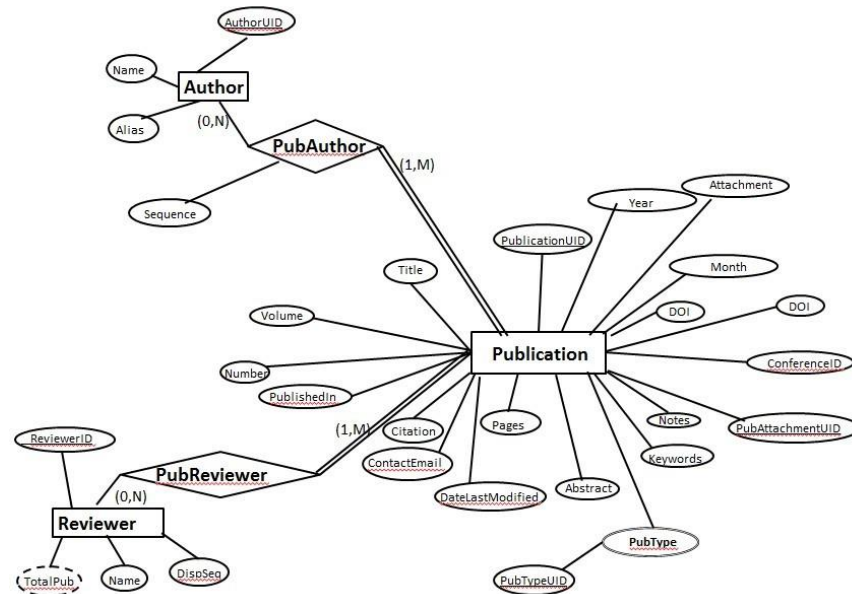 AuthorUID
Name
Author
Alias
(0,N)
PubAuthor
(1,M)
Sequence
Attachment
Year
PublicationUID
Title
Month
DOI
DOI
Volume
Publication
ConferenceID
Number
PublishedIn
Notes
PubAttachmentUID
(1,M)
Citation
Pages
Keywords
ReviewerID
ContactEmail
PubReviewer
Abstract
DateLastModified
(0,N)
Reviewer
PubType
TotalPub
Name
DispSeq
PubTypeUID